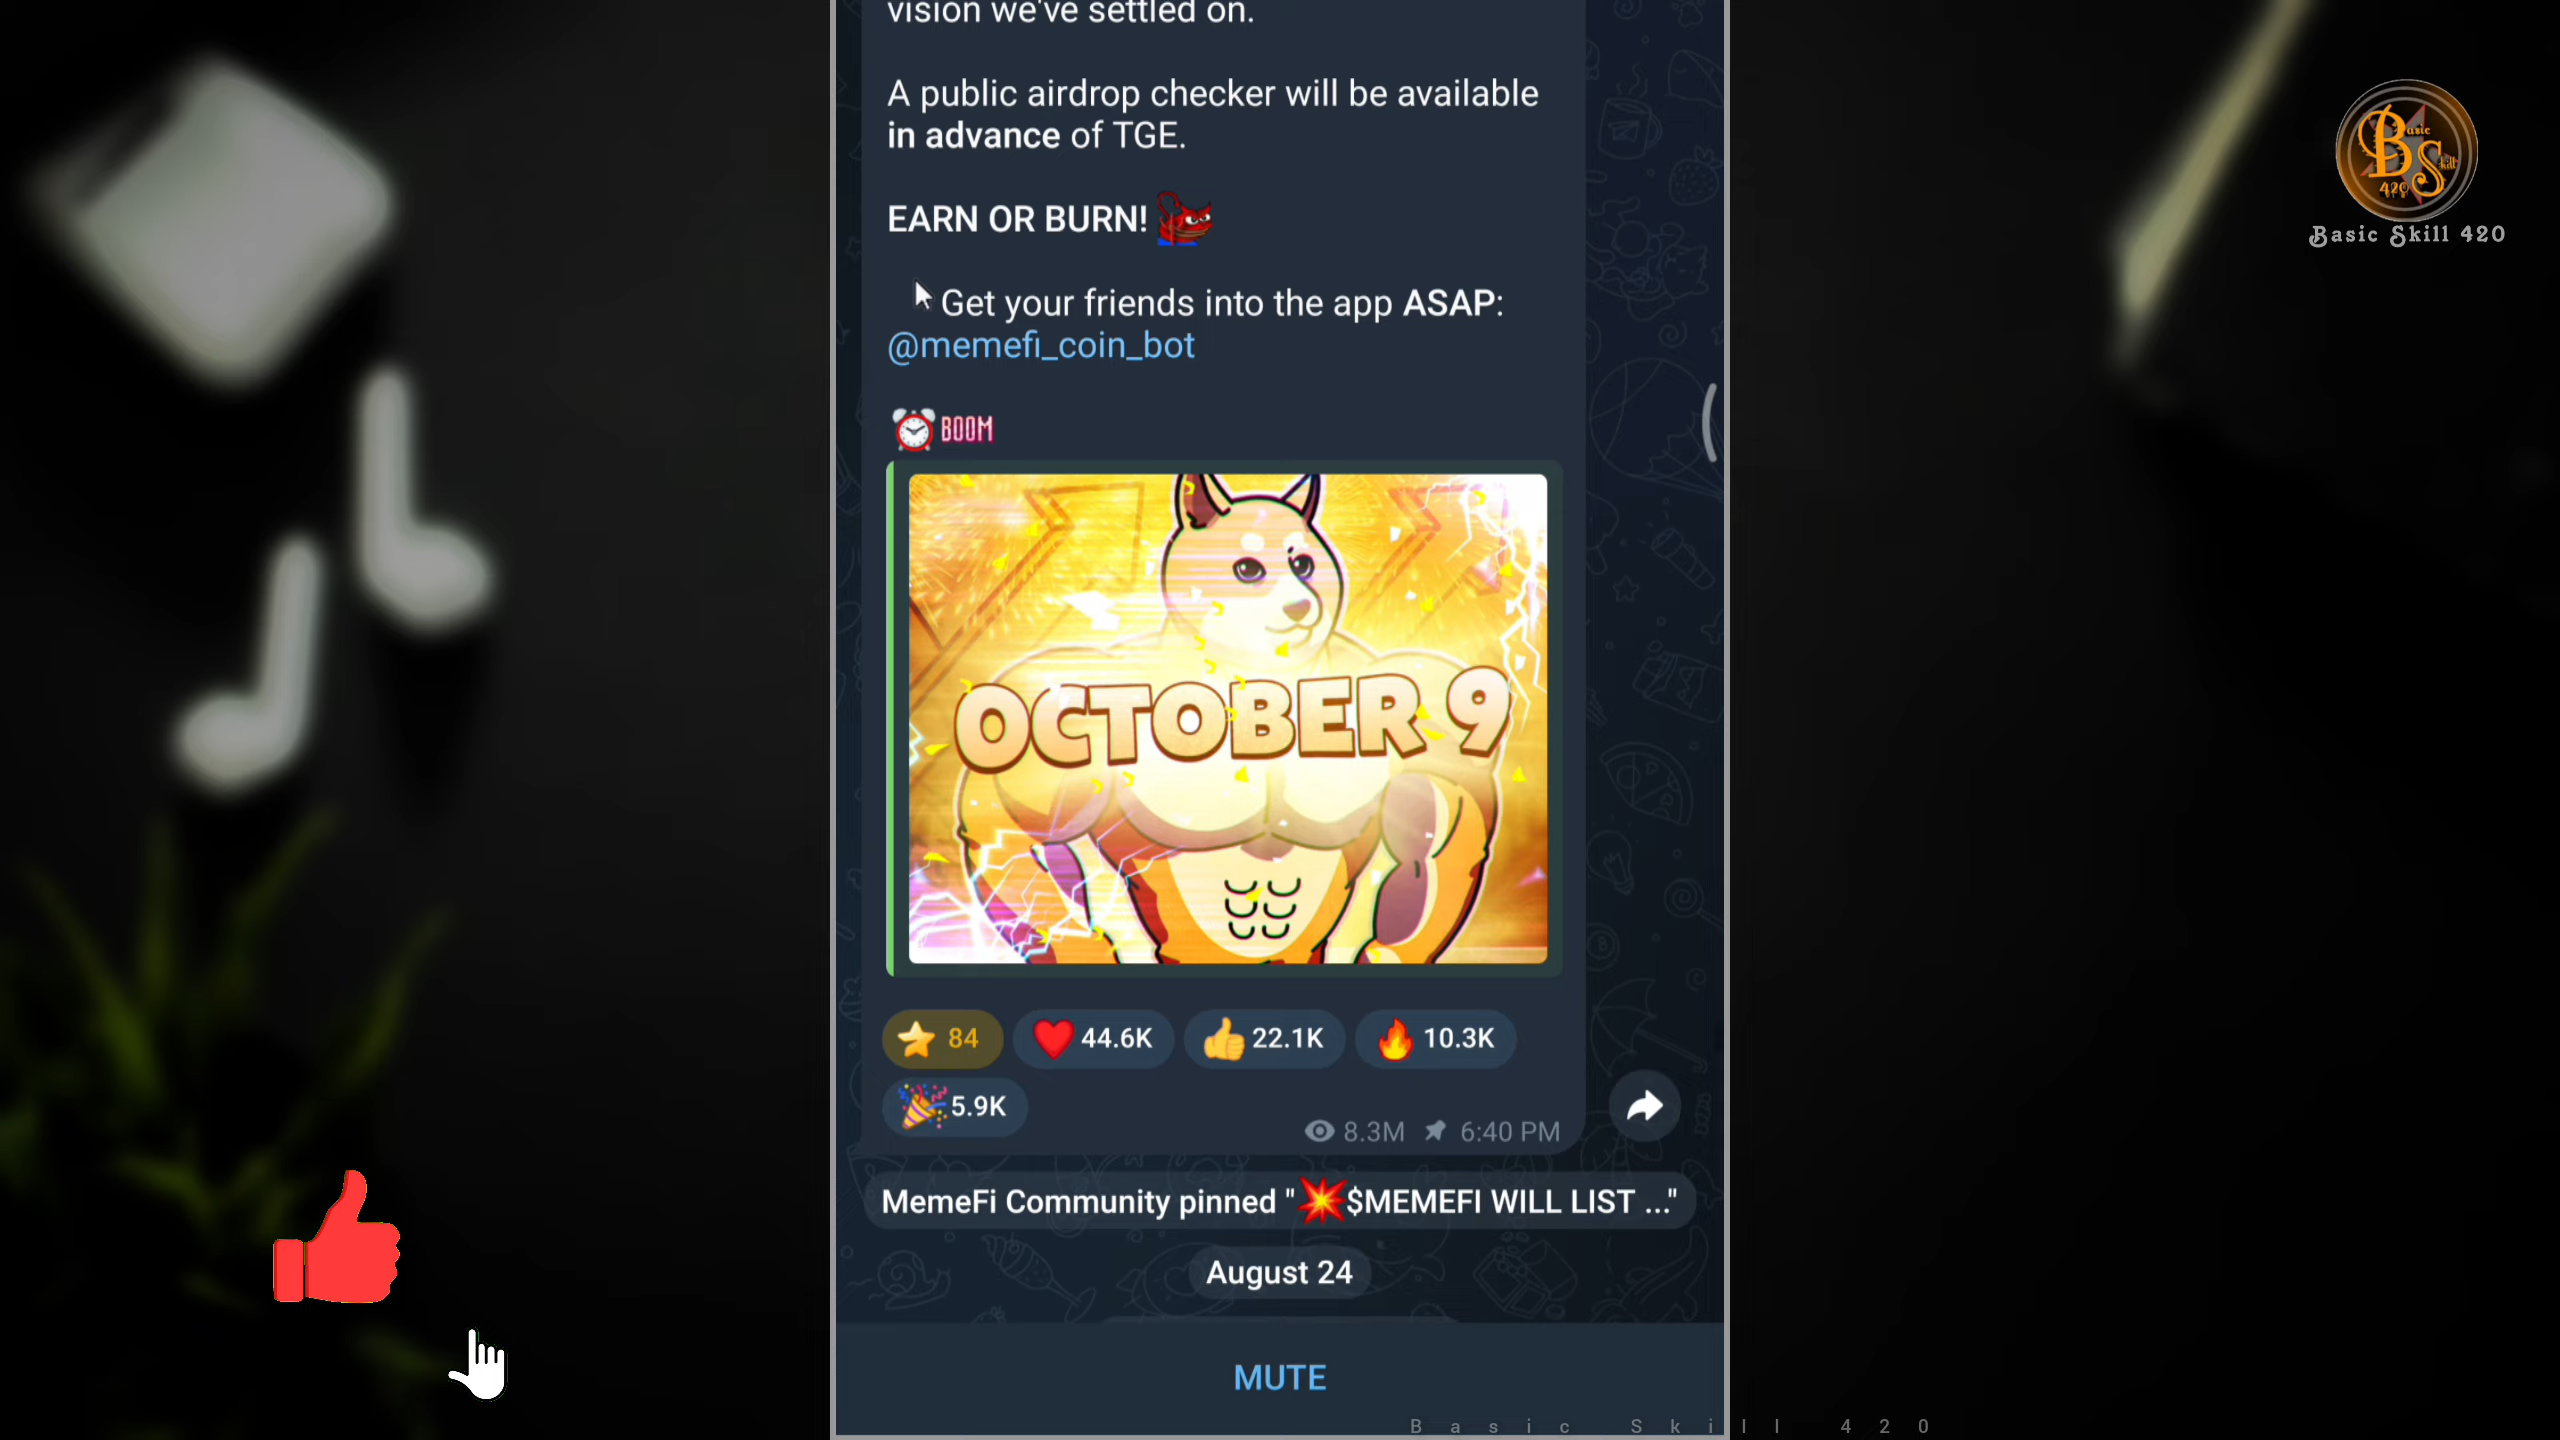 vision we've settled on.
A public airdrop checker will be available
in advance of TGE.
EARN OR BURN!
Get your friends into the app ASAP:
@memefi_coin_bot
BOOM
OCTOBER 9
84 44.6K 22.1K 10.3K
5.9K
8.3M 6:40 PM
MemeFi Community pinned "💥$MEMEFI WILL LIST ..."
August 24
MUTE
Basic Skill 420
Basic Skill 420
Basic Skill 420